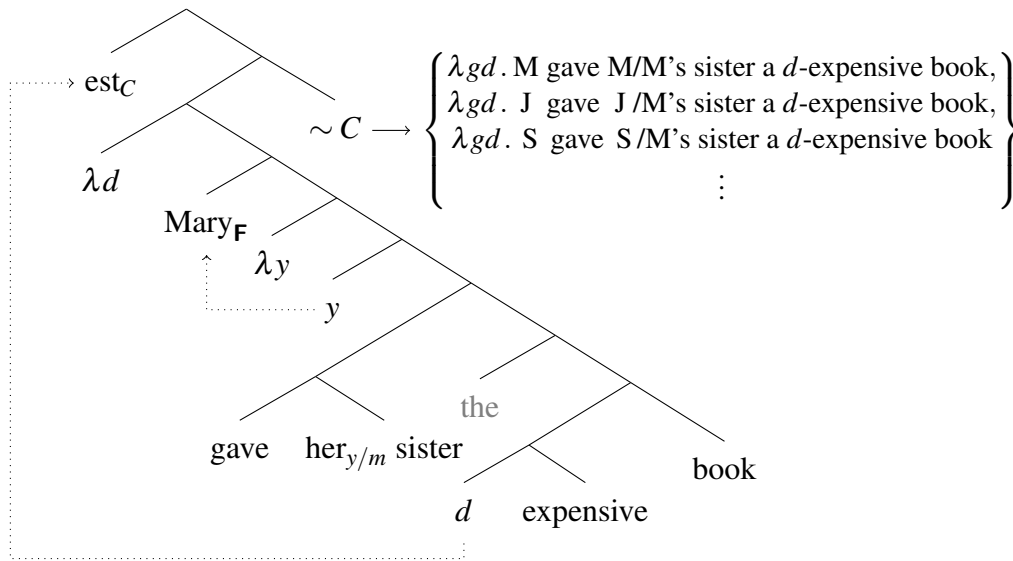 est_C
∼ C
λgd. M gave M/M's sister a d-expensive book,
λgd. J gave J/M's sister a d-expensive book,
λgd. S gave S/M's sister a d-expensive book
⋮
λd
Mary_F
λy
y
the
gave
her_{y/m} sister
book
d
expensive